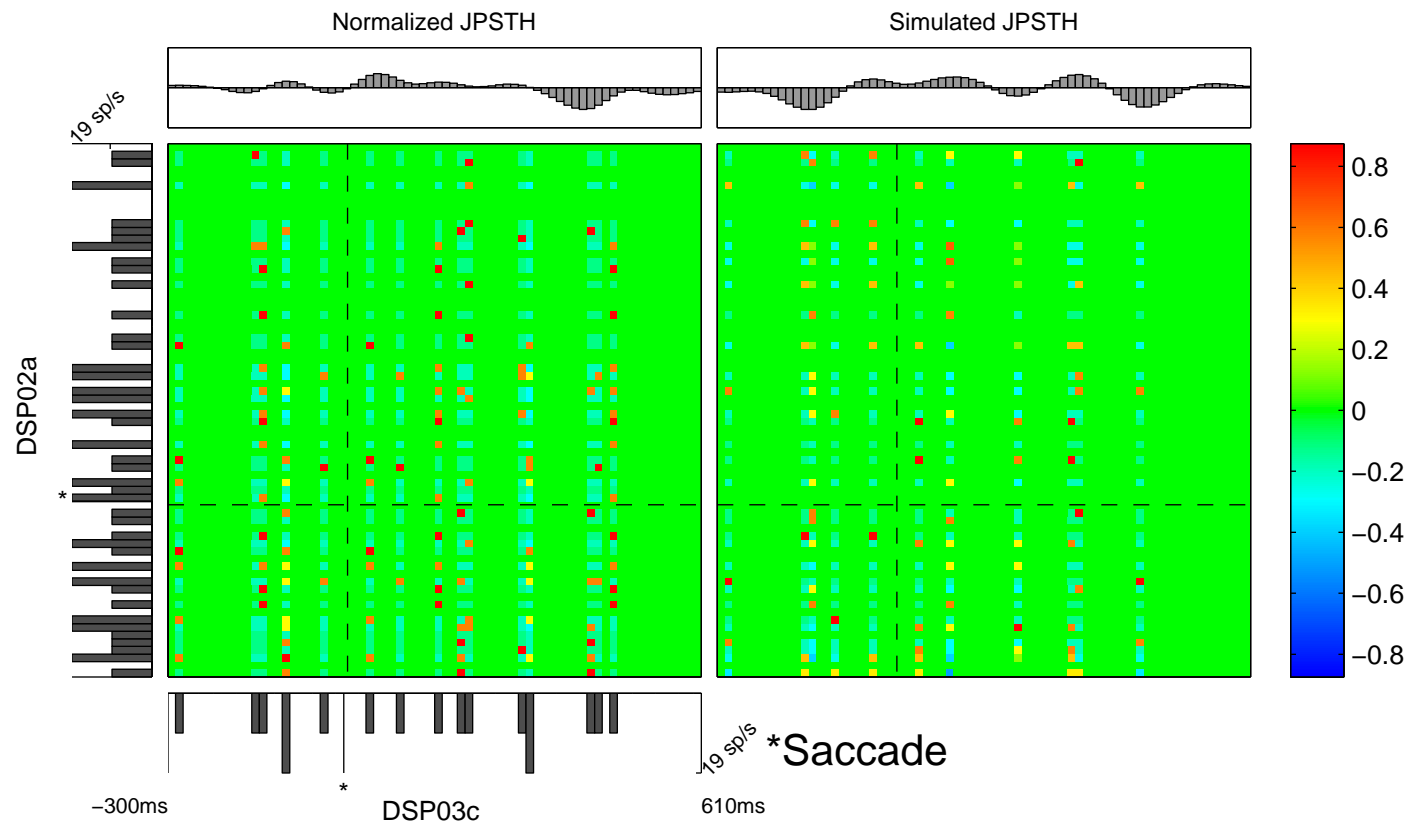 Normalized JPSTH
Simulated JPSTH
19 sp/s
DSP02a
*
0.8
0.6
0.4
0.2
0
−0.2
−0.4
−0.6
−0.8
19 sp/s
*Saccade
*
−300ms
DSP03c
610ms